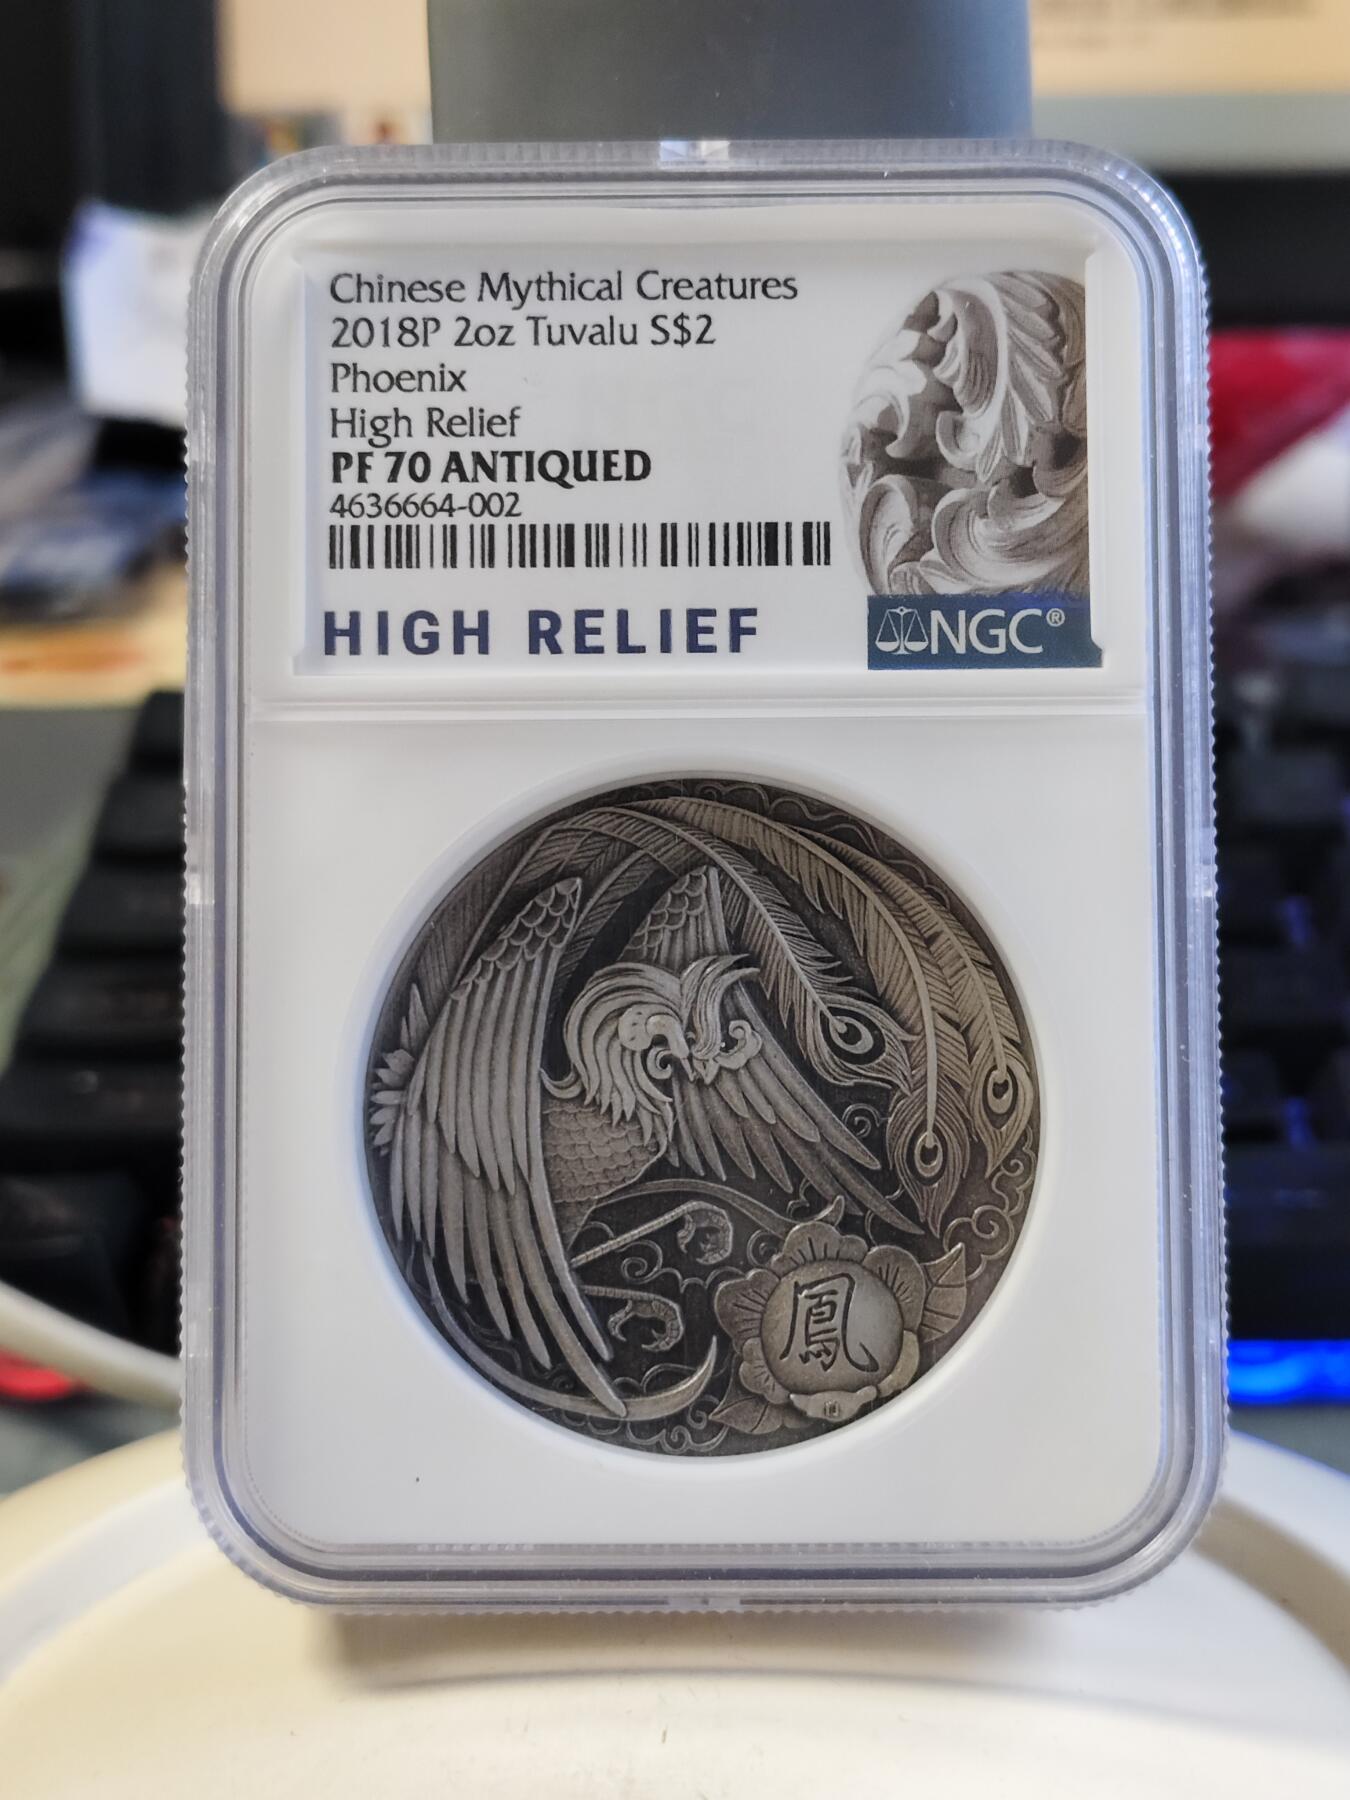 Chinese Mythical Creatures
2018P 2oz Tuvalu S$2
Phoenix
High Relief
PF 70 ANTIQUED
4636664-002
HIGH RELIEF
NGC®
鳳